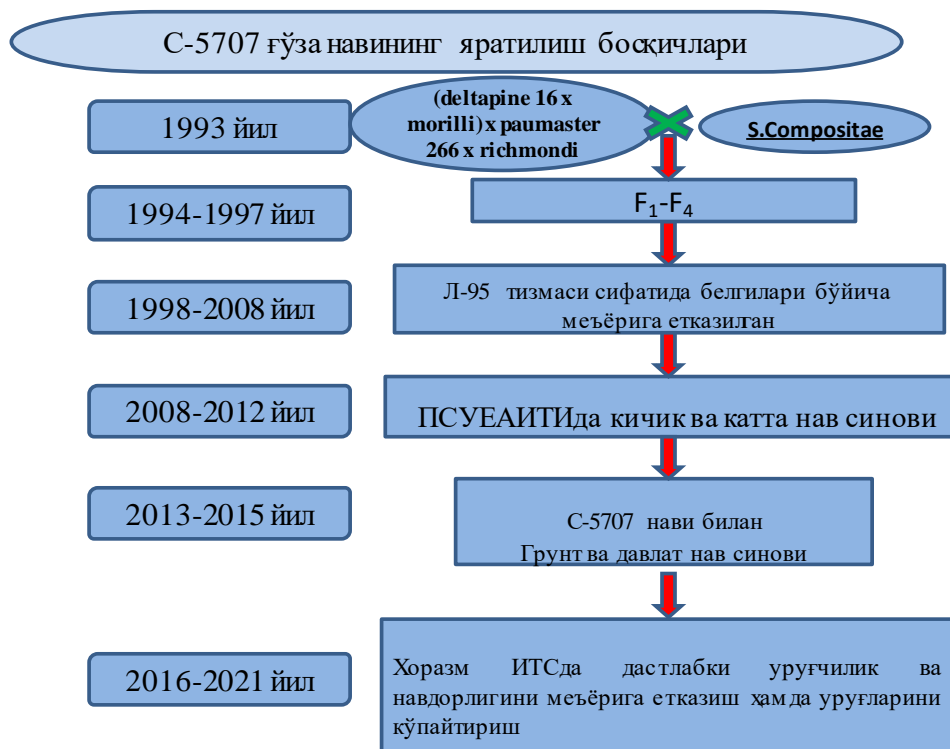 С-5707 ғўза навининг яратилиш босқичлари
1993 йил
(deltapine 16 x
morilli) x paumaster
266 x richmondi
S.Compositae
1994-1997 йил
F₁-F₄
1998-2008 йил
Л-95 тизмаси сифатида белгилари бўйича
меъёрига етказилган
2008-2012 йил
ПСУЕАИТИда кичик ва катта нав синови
2013-2015 йил
С-5707 нави билан
Грунт ва давлат нав синови
2016-2021 йил
Хоразм ИТСда дастлабки уруғчилик ва
навдорлигини меъёрига етказиш ҳамда уруғларини
кўпайтириш